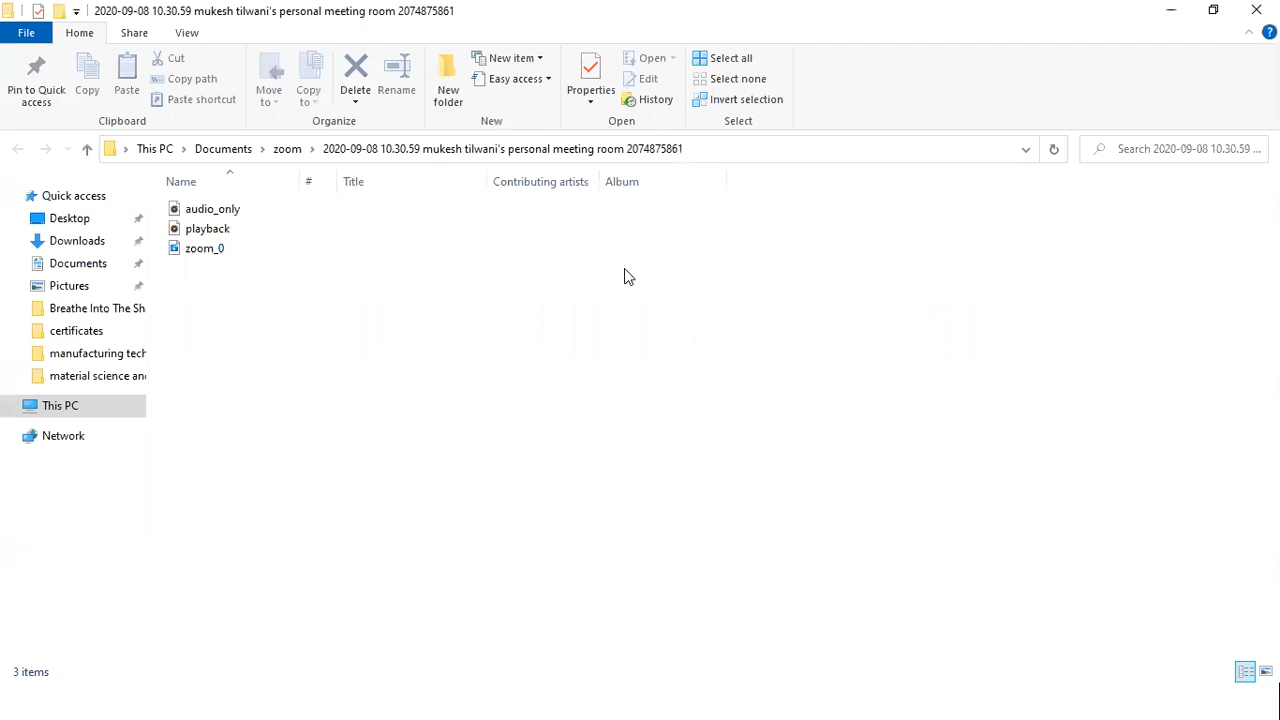 2020-09-08 10.30.59 mukesh tilwani's personal meeting room 2074875861
File Home Share View
Pin to Quick access
Copy
Paste
Cut
Copy path
Paste shortcut
Clipboard
Move to
Copy to
Delete
Rename
Organize
New folder
New item
Easy access
New
Properties
Open
Edit
History
Open
Select all
Select none
Invert selection
Select
This PC > Documents > zoom > 2020-09-08 10.30.59 mukesh tilwani's personal meeting room 2074875861
Search 2020-09-08 10.30.59 ...
Name # Title Contributing artists Album
audio_only
playback
zoom_0
Quick access
Desktop
Downloads
Documents
Pictures
Breathe Into The Sh
certificates
manufacturing tech
material science and
This PC
Network
3 items